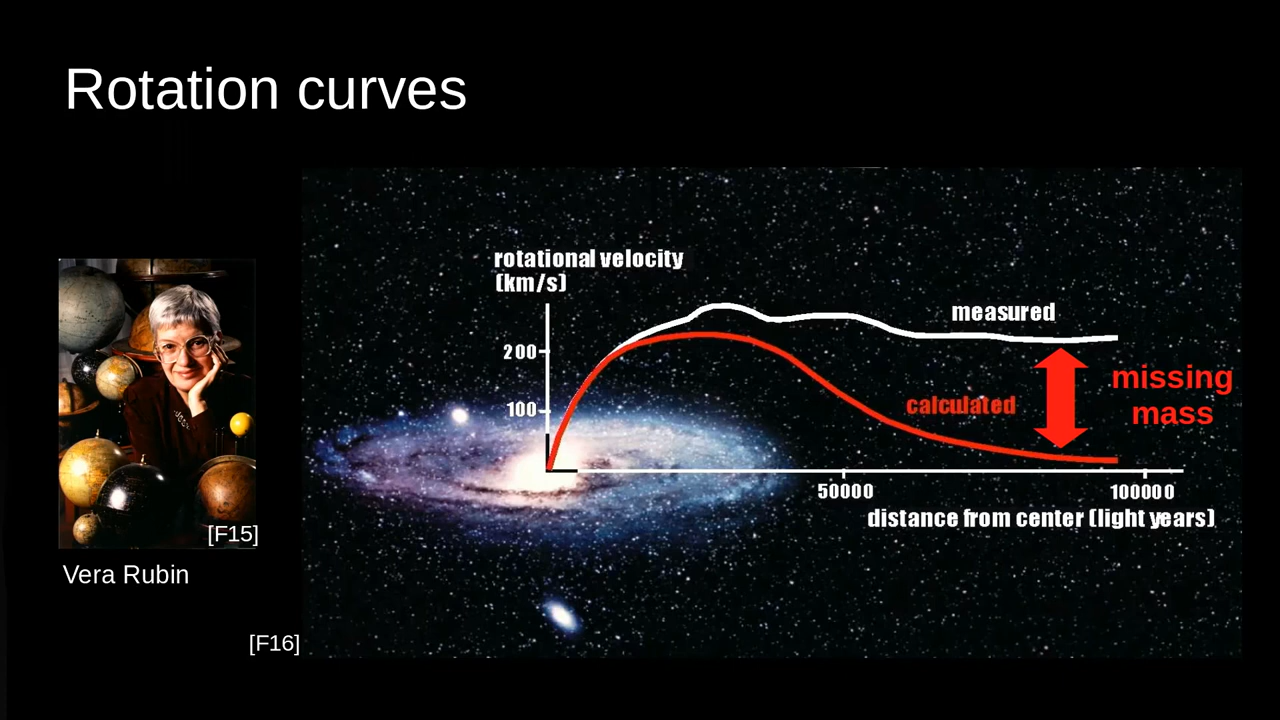 Rotation curves
rotational velocity
(km/s)
measured
200
missing
mass
calculated
100
50000
100000
distance from center (light years)
[F15]
Vera Rubin
[F16]